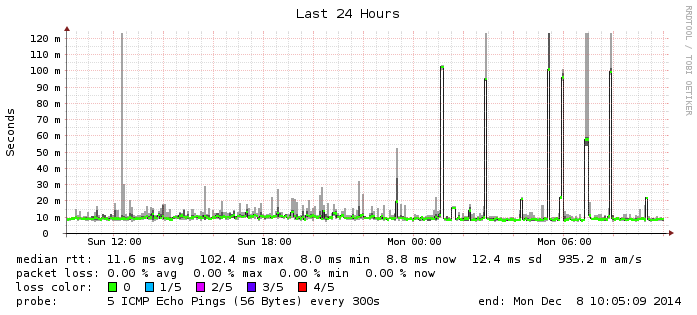 Last 24 Hours
RRDTOOL / TOBI OETIKER
Seconds
120 m
110 m
100 m
90 m
80 m
70 m
60 m
50 m
40 m
30 m
20 m
10 m
0
Sun 12:00 Sun 18:00 Mon 00:00 Mon 06:00
median rtt: 11.6 ms avg 102.4 ms max 8.0 ms min 8.8 ms now 12.4 ms sd 935.2 m am/s
packet loss: 0.00 % avg 0.00 % max 0.00 % min 0.00 % now
loss color: 0 1/5 2/5 3/5 4/5
probe: 5 ICMP Echo Pings (56 Bytes) every 300s end: Mon Dec 8 10:05:09 2014